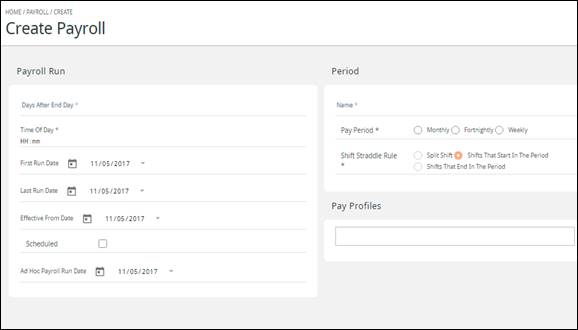 HOME / PAYROLL / CREATE
Create Payroll
Payroll Run
Days After End Day *
Time Of Day *
HH : mm
First Run Date 11/05/2017
Last Run Date 11/05/2017
Effective From Date 11/05/2017
Scheduled
Ad Hoc Payroll Run Date 11/05/2017
Period
Name *
Pay Period * Monthly Fortnightly Weekly
Shift Straddle Rule * Split Shift Shifts That Start In The Period
Shifts That End In The Period
Pay Profiles